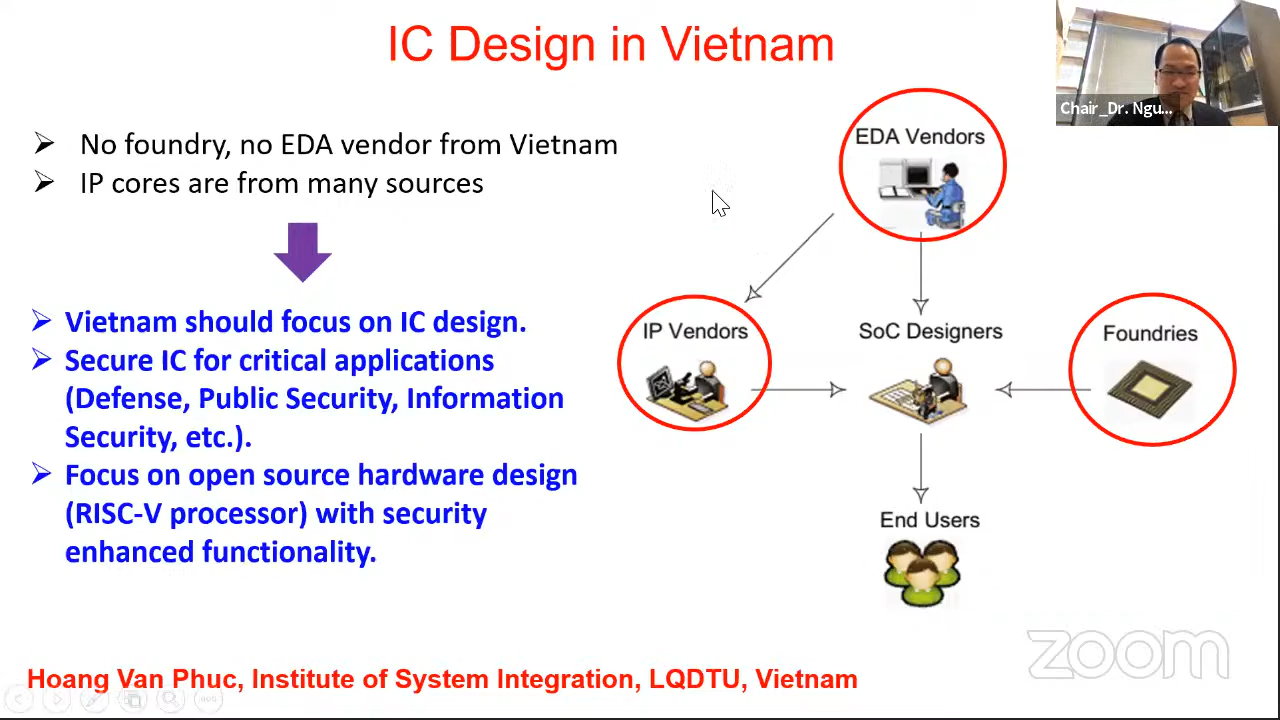 IC Design in Vietnam
Chair_Dr. Ngu...
➢ No foundry, no EDA vendor from Vietnam
➢ IP cores are from many sources
➢ Vietnam should focus on IC design.
➢ Secure IC for critical applications
(Defense, Public Security, Information
Security, etc.).
➢ Focus on open source hardware design
(RISC-V processor) with security
enhanced functionality.
EDA Vendors
IP Vendors
SoC Designers
Foundries
End Users
zoom
Hoang Van Phuc, Institute of System Integration, LQDTU, Vietnam